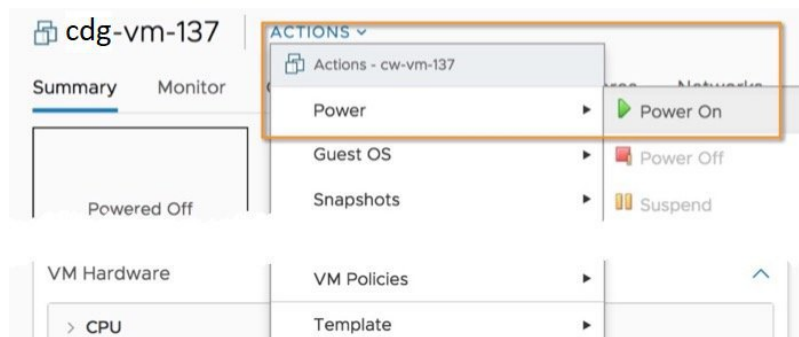 cdg-vm-137
ACTIONS
Actions - cw-vm-137
Summary
Monitor
Networks
Power
Power On
Guest OS
Power Off
Snapshots
Suspend
Powered Off
VM Hardware
VM Policies
> CPU
Template